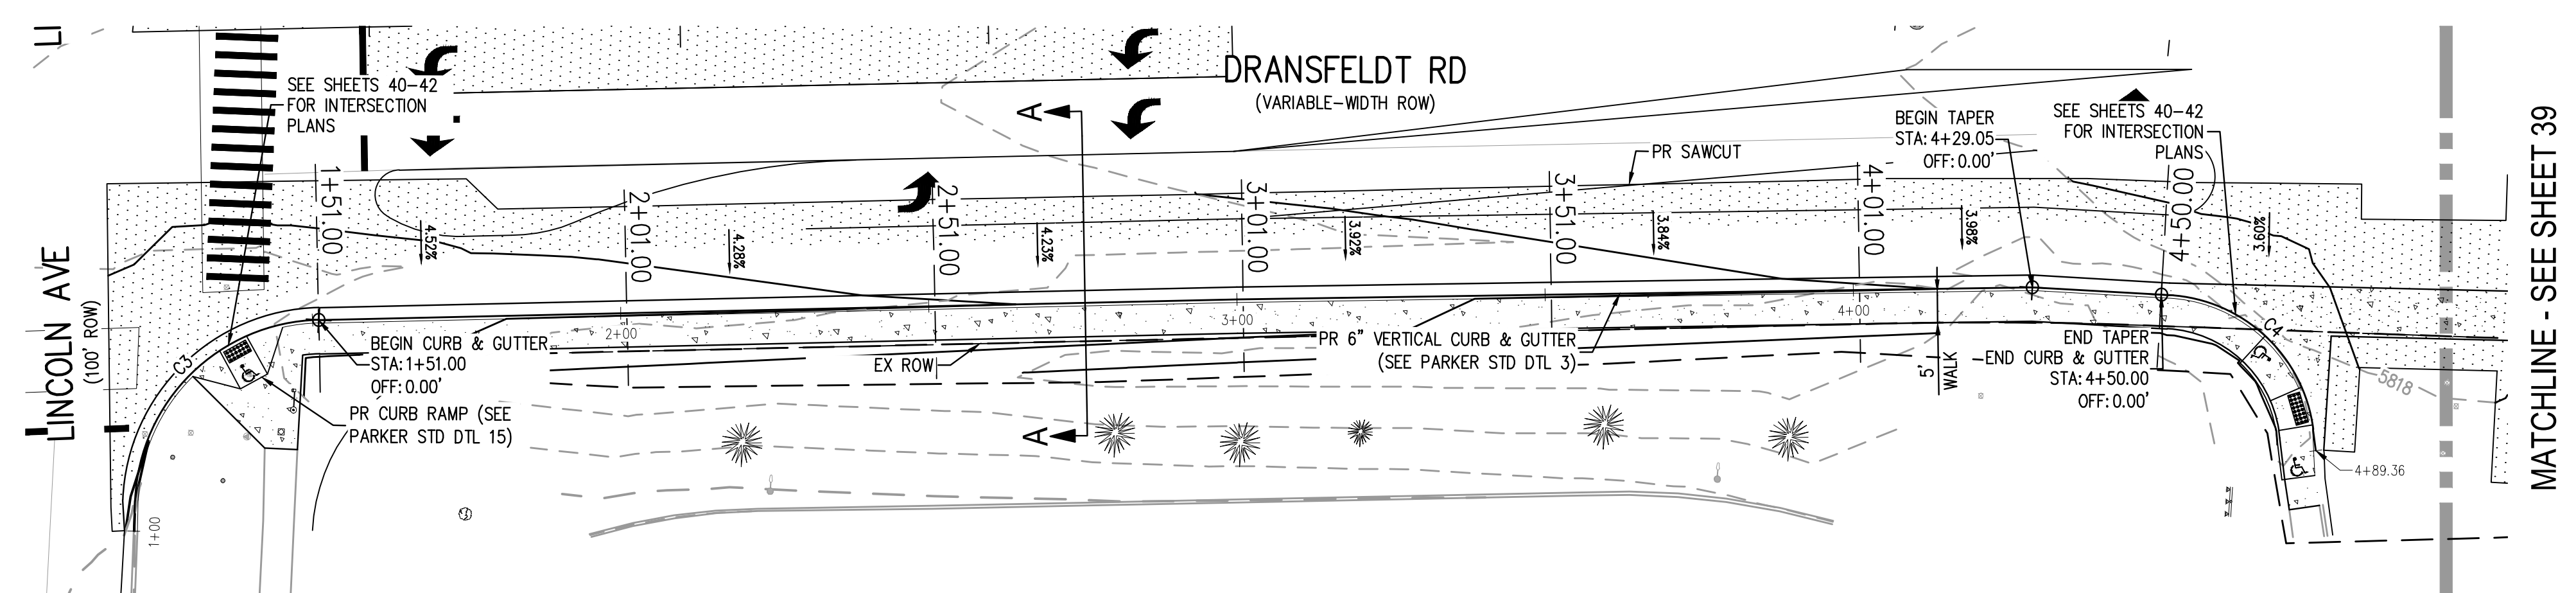 LI
LINCOLN AVE
(100' ROW)
SEE SHEETS 40-42
FOR INTERSECTION
PLANS
DRANSFELDT RD
(VARIABLE-WIDTH ROW)
A
A
PR SAWCUT
BEGIN TAPER
STA: 4+29.05
OFF: 0.00'
SEE SHEETS 40-42
FOR INTERSECTION
PLANS
1+51.00
2+01.00
2+51.00
3+01.00
3+51.00
4+01.00
4+50.00
4.52%
4.28%
4.23%
3.92%
3.84%
3.98%
3.60%
2+00
3+00
4+00
C3
BEGIN CURB & GUTTER
STA: 1+51.00
OFF: 0.00'
PR CURB RAMP (SEE
PARKER STD DTL 15)
EX ROW
PR 6" VERTICAL CURB & GUTTER
(SEE PARKER STD DTL 3)
5'
WALK
END TAPER
END CURB & GUTTER
STA: 4+50.00
OFF: 0.00'
C4
5818
4+89.36
1+00
MATCHLINE - SEE SHEET 39